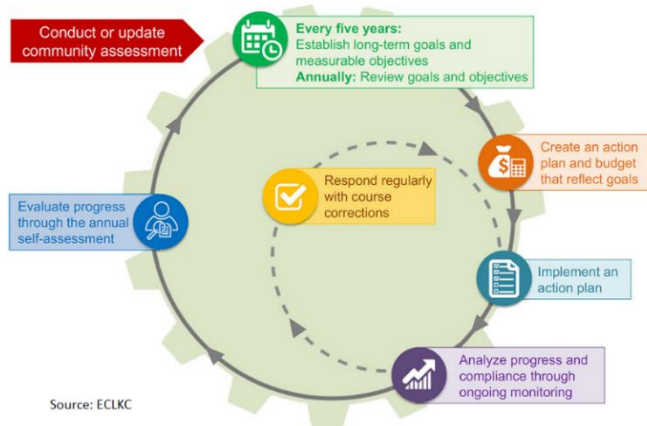 Conduct or update
community assessment
Every five years:
Establish long-term goals and
measurable objectives
Annually: Review goals and objectives
Create an action
plan and budget
that reflect goals
Respond regularly
with course
corrections
Evaluate progress
through the annual
self-assessment
Implement an
action plan
Analyze progress and
compliance through
ongoing monitoring
Source: ECLKC